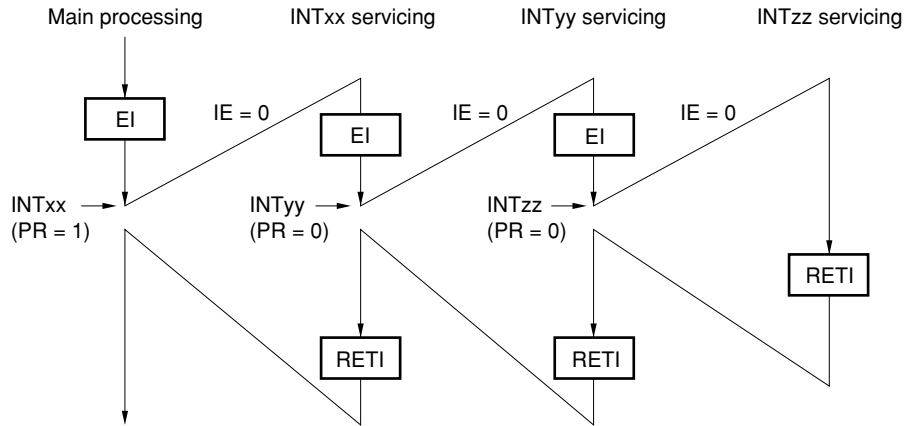 Main processing
INTxx servicing
INTyy servicing
INTzz servicing
EI
IE = 0
EI
IE = 0
EI
IE = 0
INTxx
(PR = 1)
INTyy
(PR = 0)
INTzz
(PR = 0)
RETI
RETI
RETI